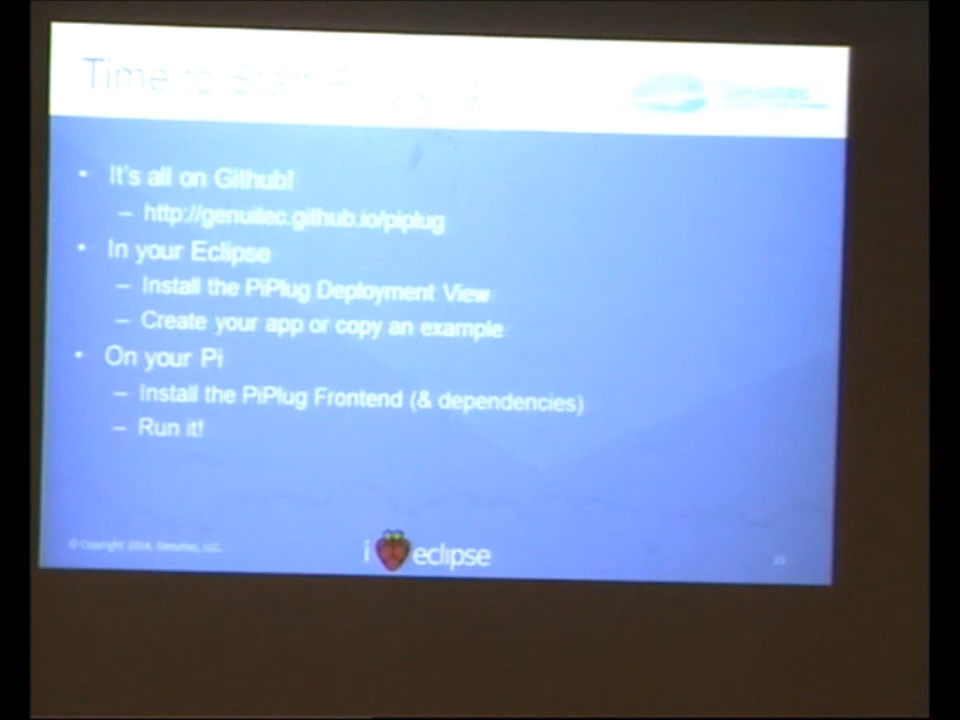 Time to Start
• It's all on Github!
– http://genuitec.github.io/piplug
• In your Eclipse
– Install the PiPlug Deployment View
– Create your app or copy an example
• On your Pi
– Install the PiPlug Frontend (& dependencies)
– Run it!
© Copyright 2014, Genuitec, LLC.
i eclipse
Genuitec